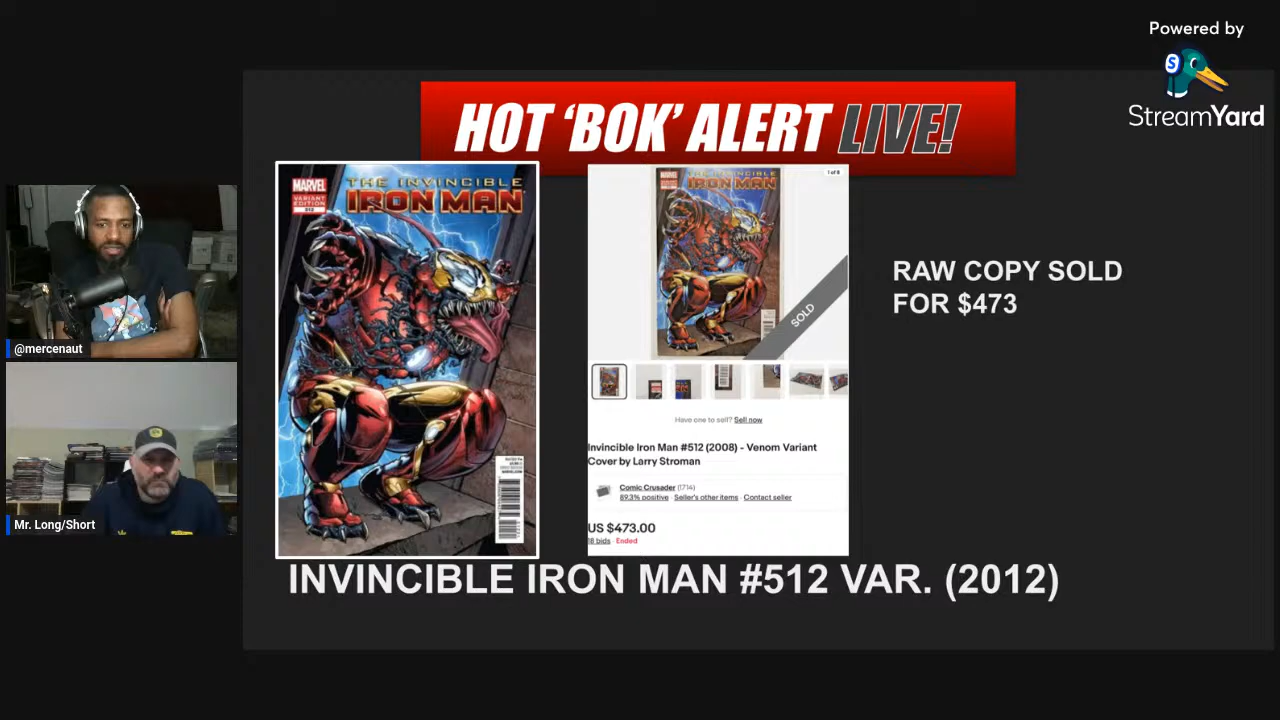 Powered by
StreamYard
HOT ‘BOK’ ALERT LIVE!
MARVEL
VARIANT
EDITION
512
THE INVINCIBLE
IRON MAN
1 of 8
THE INVINCIBLE
IRON MAN
SOLD
RAW COPY SOLD
FOR $473
@mercenaut
Have one to sell? Sell now
Invincible Iron Man #512 (2008) - Venom Variant
Cover by Larry Stroman
Comic Crusader (1714)
89.3% positive · Seller's other items · Contact seller
Mr. Long/Short
US $473.00
18 bids · Ended
INVINCIBLE IRON MAN #512 VAR. (2012)